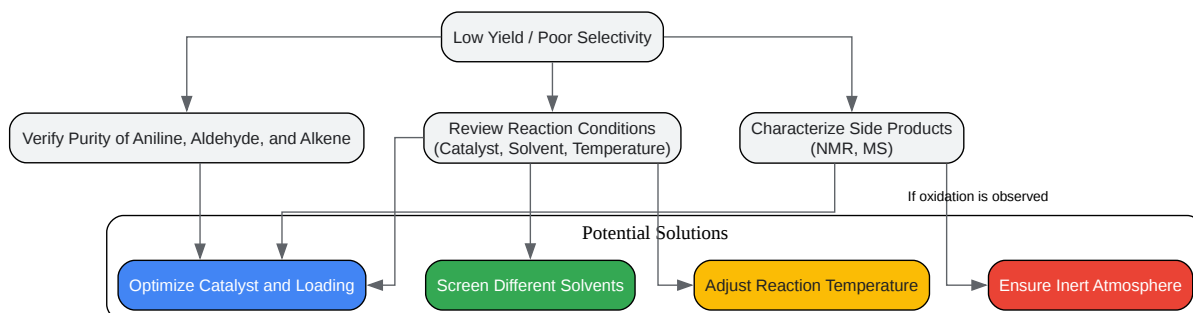 Low Yield / Poor Selectivity
Verify Purity of Aniline, Aldehyde, and Alkene
Review Reaction Conditions
(Catalyst, Solvent, Temperature)
Characterize Side Products
(NMR, MS)
If oxidation is observed
Potential Solutions
Optimize Catalyst and Loading
Screen Different Solvents
Adjust Reaction Temperature
Ensure Inert Atmosphere